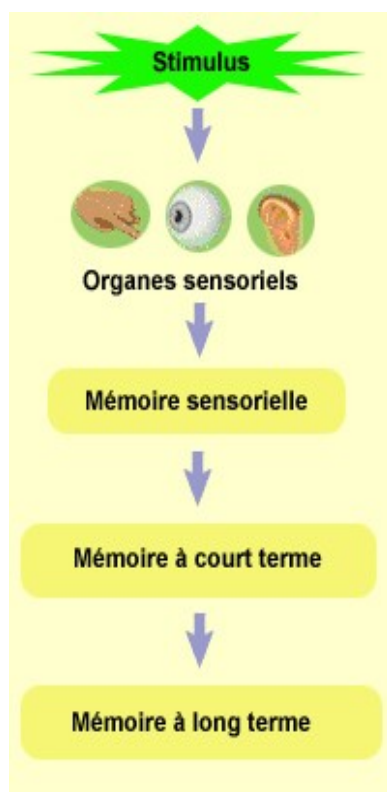 Stimulus
Organes sensoriels
Mémoire sensorielle
Mémoire à court terme
Mémoire à long terme